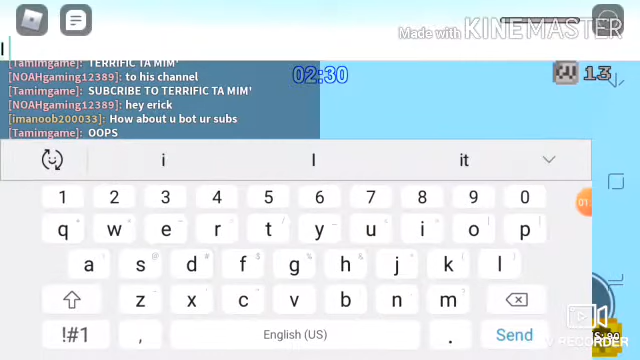 Made with KINEMASTER
I
[Tamimgame]: TERRIFIC TA MIM'
[NOAHgaming12389]: to his channel
[Tamimgame]: SUBCRIBE TO TERRIFIC TA MIM'
[NOAHgaming12389]: hey erick
[imanoob200033]: How about u bot ur subs
[Tamimgame]: OOPS
02:30
13
i I it
1 2 3 4 5 6 7 8 9 0
q w e r t y u i o p
a s d f g h j k l
z x c v b n m
!#1 , English (US) . Send
RECORDER